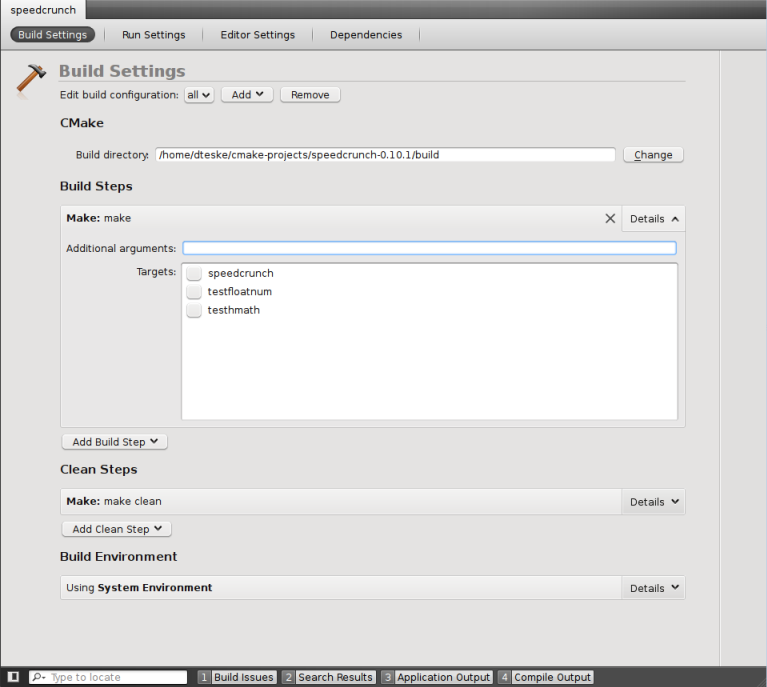 speedcrunch
Build Settings Run Settings Editor Settings Dependencies
Build Settings
Edit build configuration: all Add Remove
CMake
Build directory: /home/dteske/cmake-projects/speedcrunch-0.10.1/build Change
Build Steps
Make: make Details
Additional arguments:
Targets: speedcrunch
testfloatnum
testhmath
Add Build Step
Clean Steps
Make: make clean Details
Add Clean Step
Build Environment
Using System Environment Details
Type to locate 1 Build Issues 2 Search Results 3 Application Output 4 Compile Output